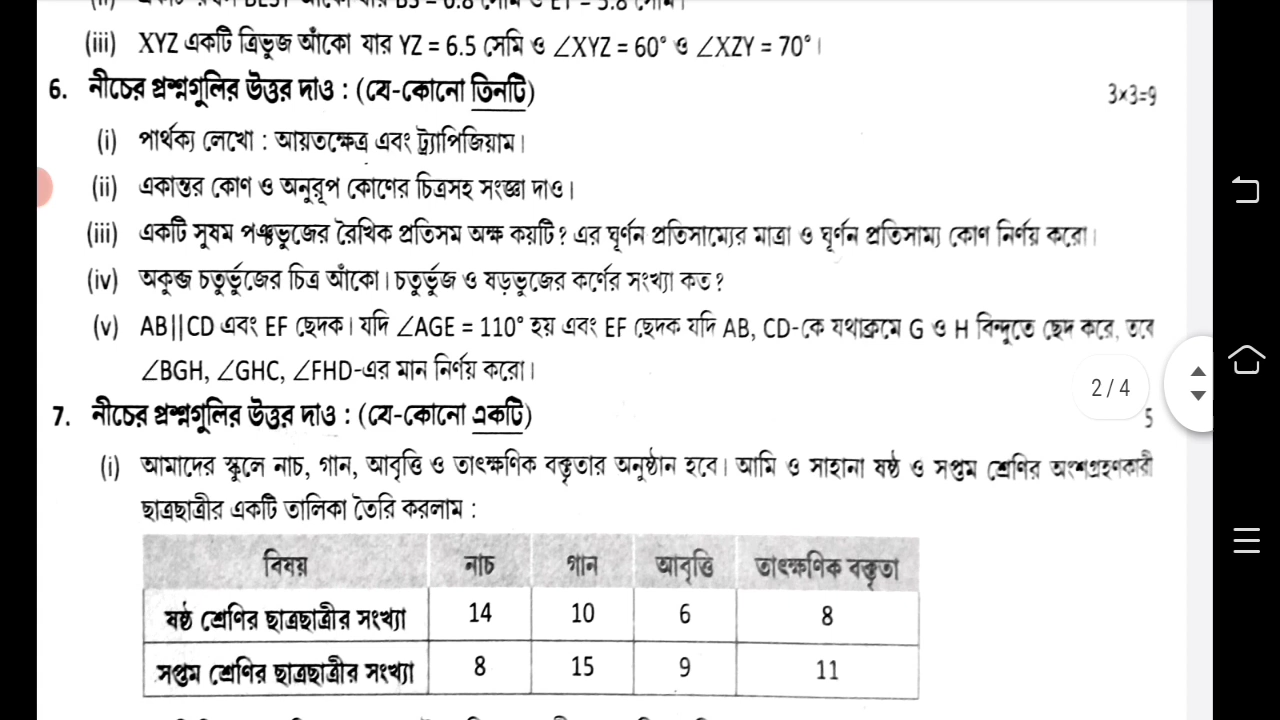 (iii) XYZ একটি ত্রিভুজ আঁকো যার YZ = 6.5 সেমি ও ∠XYZ = 60° ও ∠XZY = 70°।
6. নীচের প্রশ্নগুলির উত্তর দাও : (যে-কোনো তিনটি) 3×3=9
(i) পার্থক্য লেখো : আয়তক্ষেত্র এবং ট্র্যাপিজিয়াম।
(ii) একান্তর কোণ ও অনুরূপ কোণের চিত্রসহ সংজ্ঞা দাও।
(iii) একটি সুষম পঞ্চভুজের রৈখিক প্রতিসম অক্ষ কয়টি? এর ঘূর্ণন প্রতিসাম্যের মাত্রা ও ঘূর্ণন প্রতিসাম্য কোণ নির্ণয় করো।
(iv) অকুব্জ চতুর্ভুজের চিত্র আঁকো। চতুর্ভুজ ও ষড়ভুজের কর্ণের সংখ্যা কত?
(v) AB||CD এবং EF ছেদক। যদি ∠AGE = 110° হয় এবং EF ছেদক যদি AB, CD-কে যথাক্রমে G ও H বিন্দুতে ছেদ করে, তবে
∠BGH, ∠GHC, ∠FHD-এর মান নির্ণয় করো।
2 / 4
7. নীচের প্রশ্নগুলির উত্তর দাও : (যে-কোনো একটি) 5
(i) আমাদের স্কুলে নাচ, গান, আবৃত্তি ও তাৎক্ষণিক বক্তৃতার অনুষ্ঠান হবে। আমি ও সাহানা ষষ্ঠ ও সপ্তম শ্রেণির অংশগ্রহণকারী
ছাত্রছাত্রীর একটি তালিকা তৈরি করলাম :
বিষয় নাচ গান আবৃত্তি তাৎক্ষণিক বক্তৃতা
ষষ্ঠ শ্রেণির ছাত্রছাত্রীর সংখ্যা 14 10 6 8
সপ্তম শ্রেণির ছাত্রছাত্রীর সংখ্যা 8 15 9 11